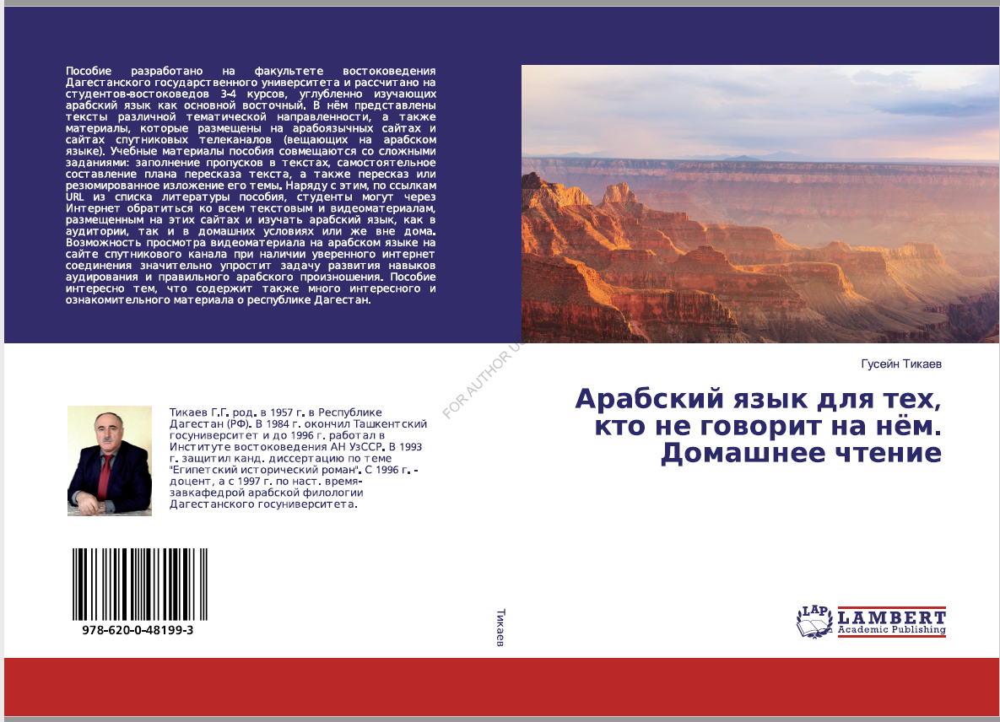 Пособие разработано на факультете востоковедения
Дагестанского государственного университета и рассчитано на
студентов-востоковедов 3-4 курсов, углубленно изучающих
арабский язык как основной восточный. В нём представлены
тексты различной тематической направленности, а также
материалы, которые размещены на арабоязычных сайтах и
сайтах спутниковых телеканалов (вещающих на арабском
языке). Учебные материалы пособия совмещаются со сложными
заданиями: заполнение пропусков в текстах, самостоятельное
составление плана пересказа текста, а также пересказ или
резюмированное изложение его темы. Наряду с этим, по ссылкам
URL из списка литературы пособия, студенты могут через
Интернет обратиться ко всем текстовым и видеоматериалам,
размещенным на этих сайтах и изучать арабский язык, как в
аудитории, так и в домашних условиях или же вне дома.
Возможность просмотра видеоматериала на арабском языке на
сайте спутникового канала при наличии уверенного интернет
соединения значительно упростит задачу развития навыков
аудирования и правильного арабского произношения. Пособие
интересно тем, что содержит также много интересного и
ознакомительного материала о республике Дагестан.
Тикаев Г.Г. род. в 1957 г. в Республике
Дагестан (РФ). В 1984 г. окончил Ташкентский
госуниверситет и до 1996 г. работал в
Институте востоковедения АН УзССР. В 1993
г. защитил канд. диссертацию по теме
"Египетский исторический роман". С 1996 г. -
доцент, а с 1997 г. по наст. время-
завкафедрой арабской филологии
Дагестанского госуниверситета.
978-620-0-48199-3
FOR AUTHOR
Тикаев
Гусейн Тикаев
Арабский язык для тех,
кто не говорит на нём.
Домашнее чтение
LAP
LAMBERT
Academic Publishing